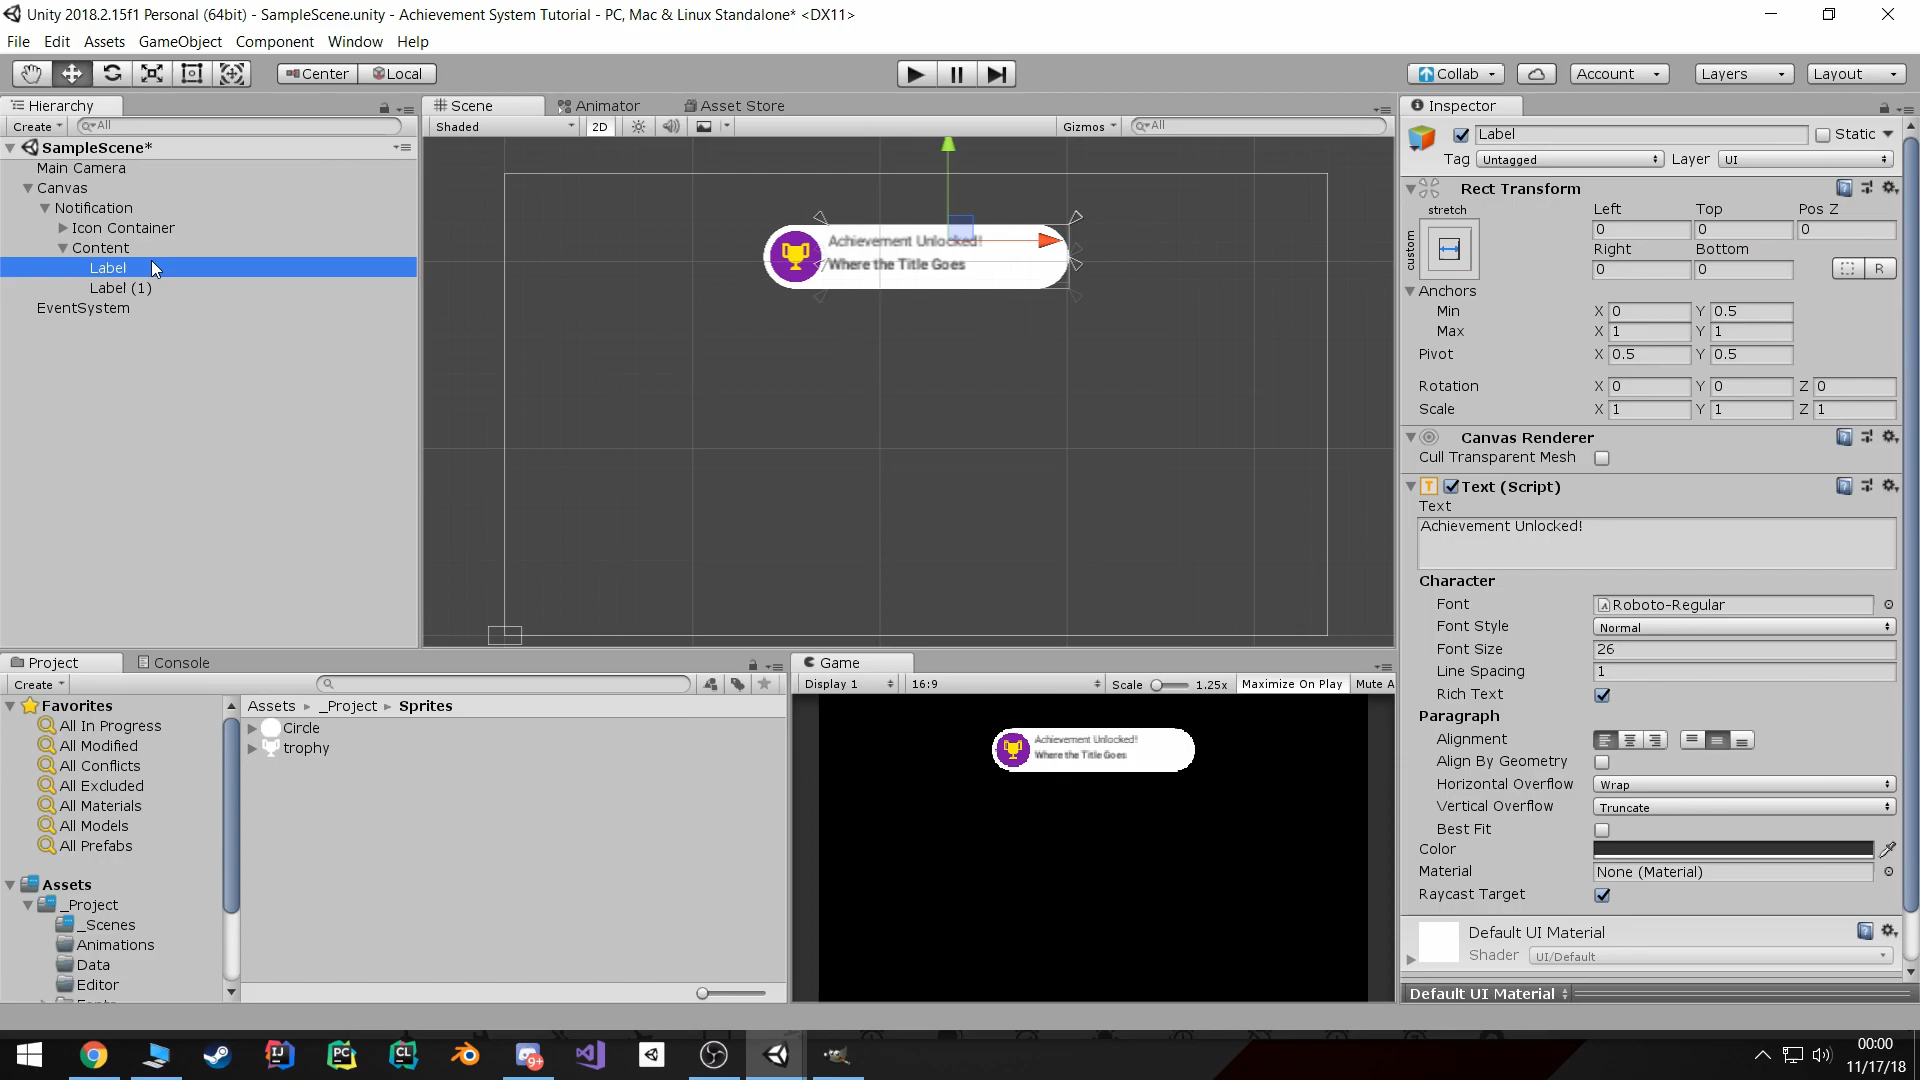 Unity 2018.2.15f1 Personal (64bit) - SampleScene.unity - Achievement System Tutorial - PC, Mac & Linux Standalone* <DX11>
File Edit Assets GameObject Component Window Help
Center Local Collab Account Layers Layout
Hierarchy
Create All
SampleScene*
Main Camera
Canvas
Notification
Icon Container
Content
Label
Label (1)
EventSystem
Scene Animator Asset Store
Shaded 2D Gizmos All
Achievement Unlocked!
Where the Title Goes
Inspector
Label Static
Tag Untagged Layer UI
Rect Transform
stretch Left Top Pos Z
custom 0 0 0
Right Bottom
0 0 R
Anchors
Min X 0 Y 0.5
Max X 1 Y 1
Pivot X 0.5 Y 0.5
Rotation X 0 Y 0 Z 0
Scale X 1 Y 1 Z 1
Canvas Renderer
Cull Transparent Mesh
Text (Script)
Text
Achievement Unlocked!
Character
Font Roboto-Regular
Font Style Normal
Font Size 26
Line Spacing 1
Rich Text
Paragraph
Alignment
Align By Geometry
Horizontal Overflow Wrap
Vertical Overflow Truncate
Best Fit
Color
Material None (Material)
Raycast Target
Default UI Material
Shader UI/Default
Default UI Material
Project Console
Create
Favorites
All In Progress
All Modified
All Conflicts
All Excluded
All Materials
All Models
All Prefabs
Assets
_Project
_Scenes
Animations
Data
Editor
Assets _Project Sprites
Circle
trophy
Game
Display 1 16:9 Scale 1.25x Maximize On Play Mute A
Achievement Unlocked!
Where the Title Goes
9+
00:00
11/17/18